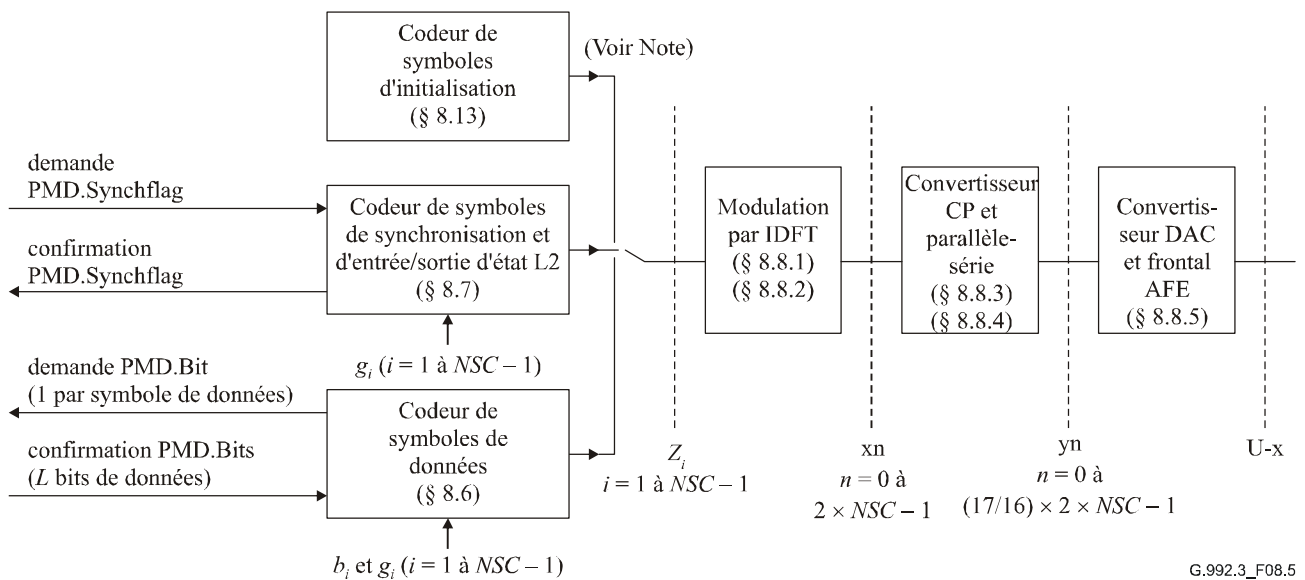 Codeur de
symboles
d'initialisation
(§ 8.13)
(Voir Note)
demande
PMD.Synchflag
confirmation
PMD.Synchflag
Codeur de symboles
de synchronisation et
d'entrée/sortie d'état L2
(§ 8.7)
g_i (i = 1 à NSC – 1)
Modulation
par IDFT
(§ 8.8.1)
(§ 8.8.2)
Convertisseur
CP et
parallèle-
série
(§ 8.8.3)
(§ 8.8.4)
Convertis-
seur DAC
et frontal
AFE
(§ 8.8.5)
demande PMD.Bit
(1 par symbole de données)
confirmation PMD.Bits
(L bits de données)
Codeur de
symboles de
données
(§ 8.6)
b_i et g_i (i = 1 à NSC – 1)
Z_i
i = 1 à NSC – 1
xn
n = 0 à
2 × NSC – 1
yn
n = 0 à
(17/16) × 2 × NSC – 1
U-x
G.992.3_F08.5